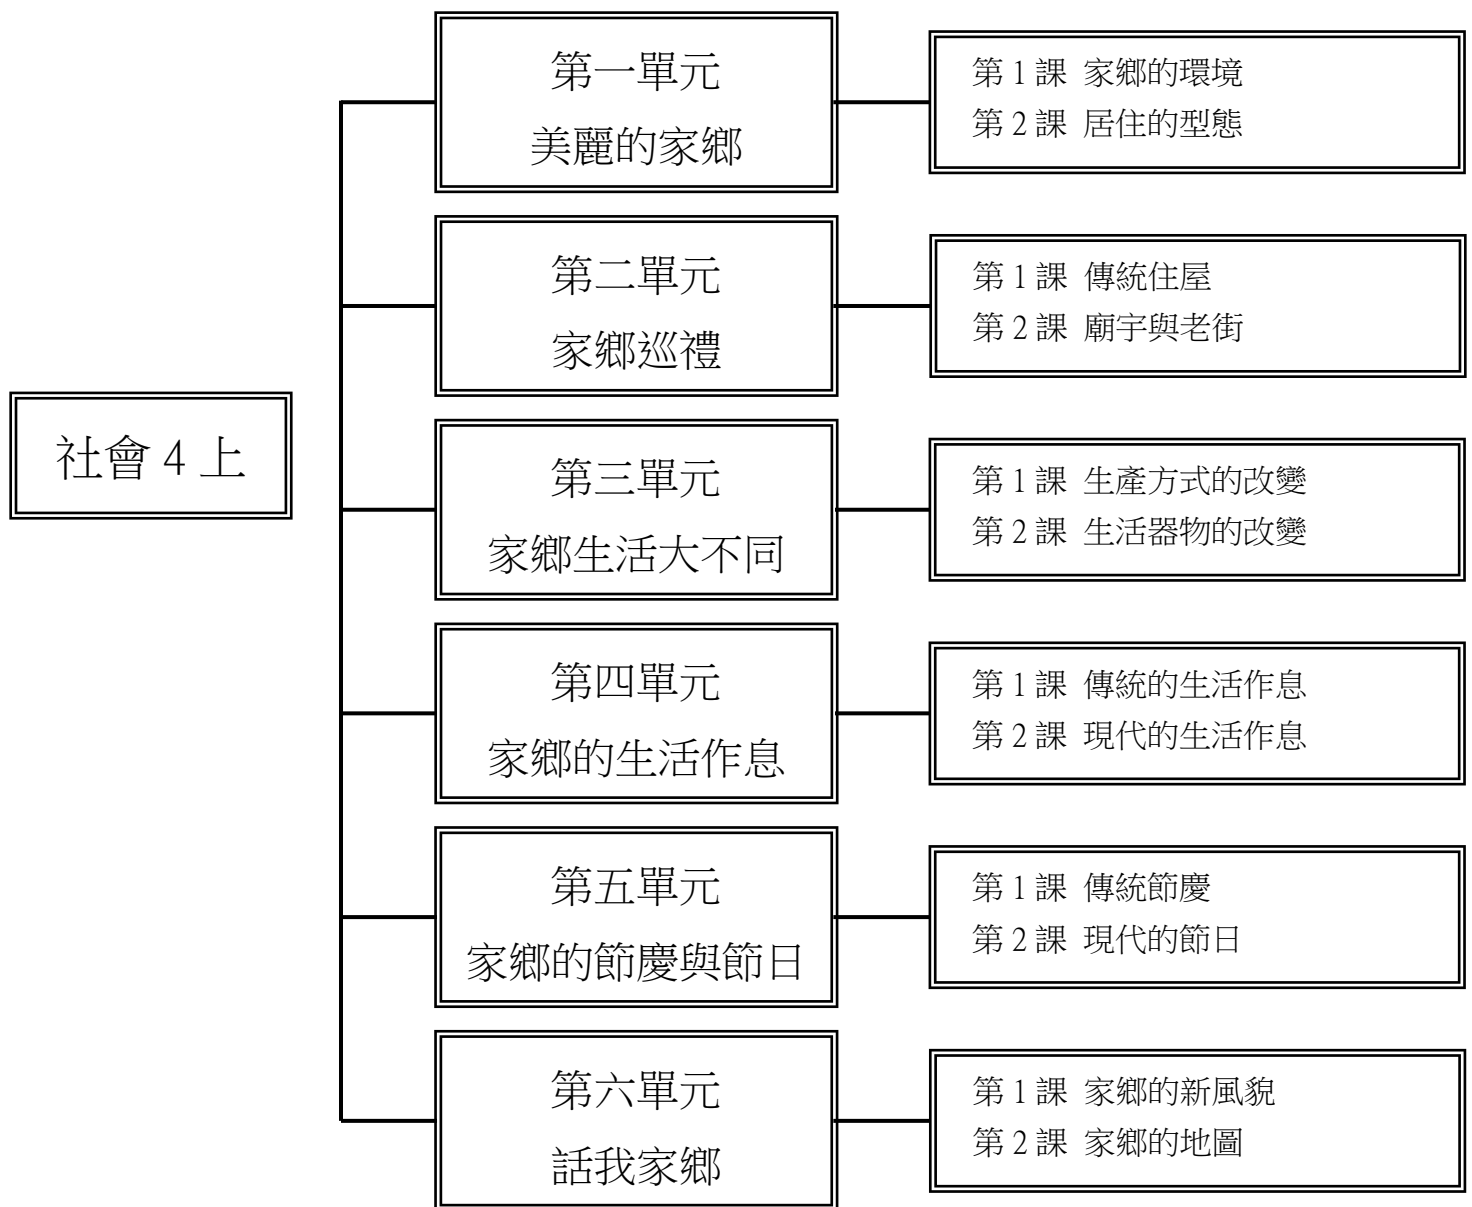 社會 4 上
第一單元
美麗的家鄉
第 1 課 家鄉的環境
第 2 課 居住的型態
第二單元
家鄉巡禮
第 1 課 傳統住屋
第 2 課 廟宇與老街
第三單元
家鄉生活大不同
第 1 課 生產方式的改變
第 2 課 生活器物的改變
第四單元
家鄉的生活作息
第 1 課 傳統的生活作息
第 2 課 現代的生活作息
第五單元
家鄉的節慶與節日
第 1 課 傳統節慶
第 2 課 現代的節日
第六單元
話我家鄉
第 1 課 家鄉的新風貌
第 2 課 家鄉的地圖